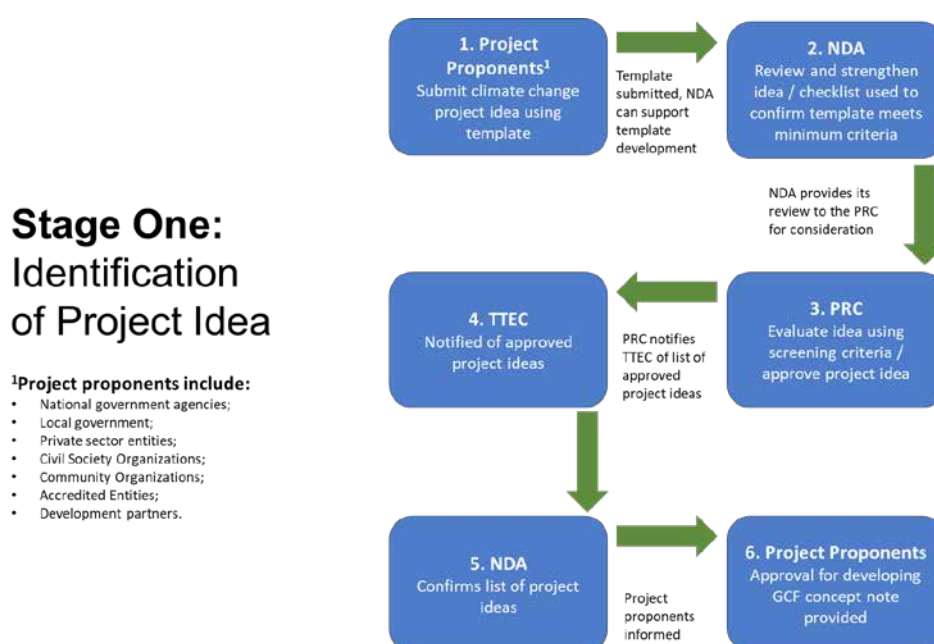 Stage One:
Identification
of Project Idea
¹Project proponents include:
• National government agencies;
• Local government;
• Private sector entities;
• Civil Society Organizations;
• Community Organizations;
• Accredited Entities;
• Development partners.
1. Project
Proponents¹
Submit climate change
project idea using
template
Template
submitted, NDA
can support
template
development
2. NDA
Review and strengthen
idea / checklist used to
confirm template meets
minimum criteria
NDA provides its
review to the PRC
for consideration
3. PRC
Evaluate idea using
screening criteria /
approve project idea
PRC notifies
TTEC of list of
approved
project ideas
4. TTEC
Notified of approved
project ideas
5. NDA
Confirms list of project
ideas
Project
proponents
informed
6. Project Proponents
Approval for developing
GCF concept note
provided